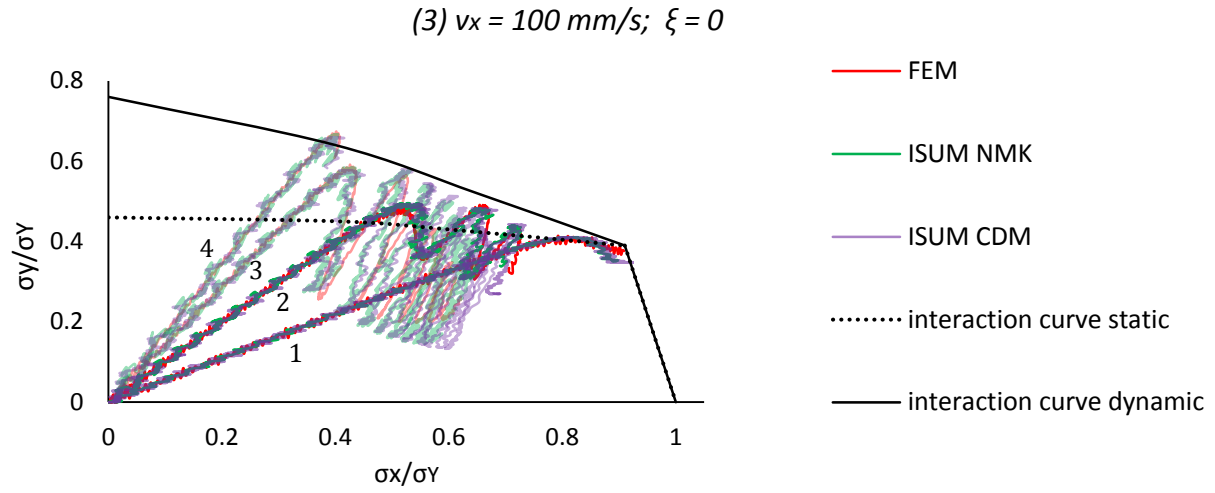 (3) vx = 100 mm/s; ξ = 0
0.8
0.6
0.4
0.2
0
0 0.2 0.4 0.6 0.8 1
σy/σY
σx/σY
4
3
2
1
FEM
ISUM NMK
ISUM CDM
interaction curve static
interaction curve dynamic